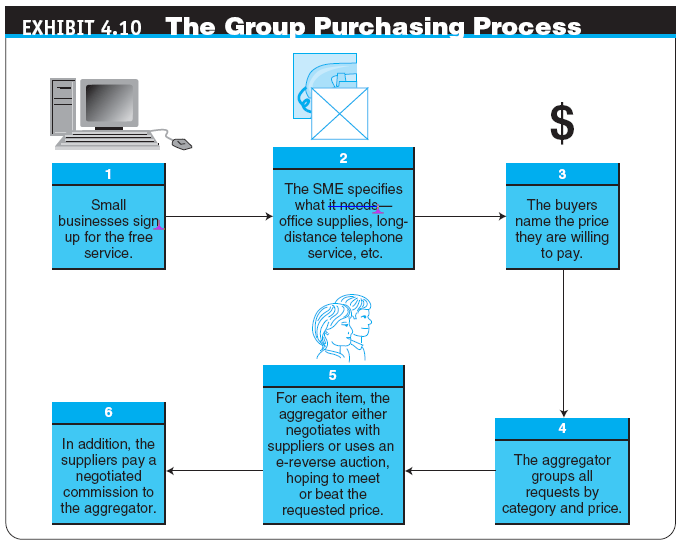 EXHIBIT 4.10 The Group Purchasing Process
1
Small
businesses sign
up for the free
service.
2
The SME specifies
what it needs—
office supplies, long-
distance telephone
service, etc.
$
3
The buyers
name the price
they are willing
to pay.
4
The aggregator
groups all
requests by
category and price.
5
For each item, the
aggregator either
negotiates with
suppliers or uses an
e-reverse auction,
hoping to meet
or beat the
requested price.
6
In addition, the
suppliers pay a
negotiated
commission to
the aggregator.